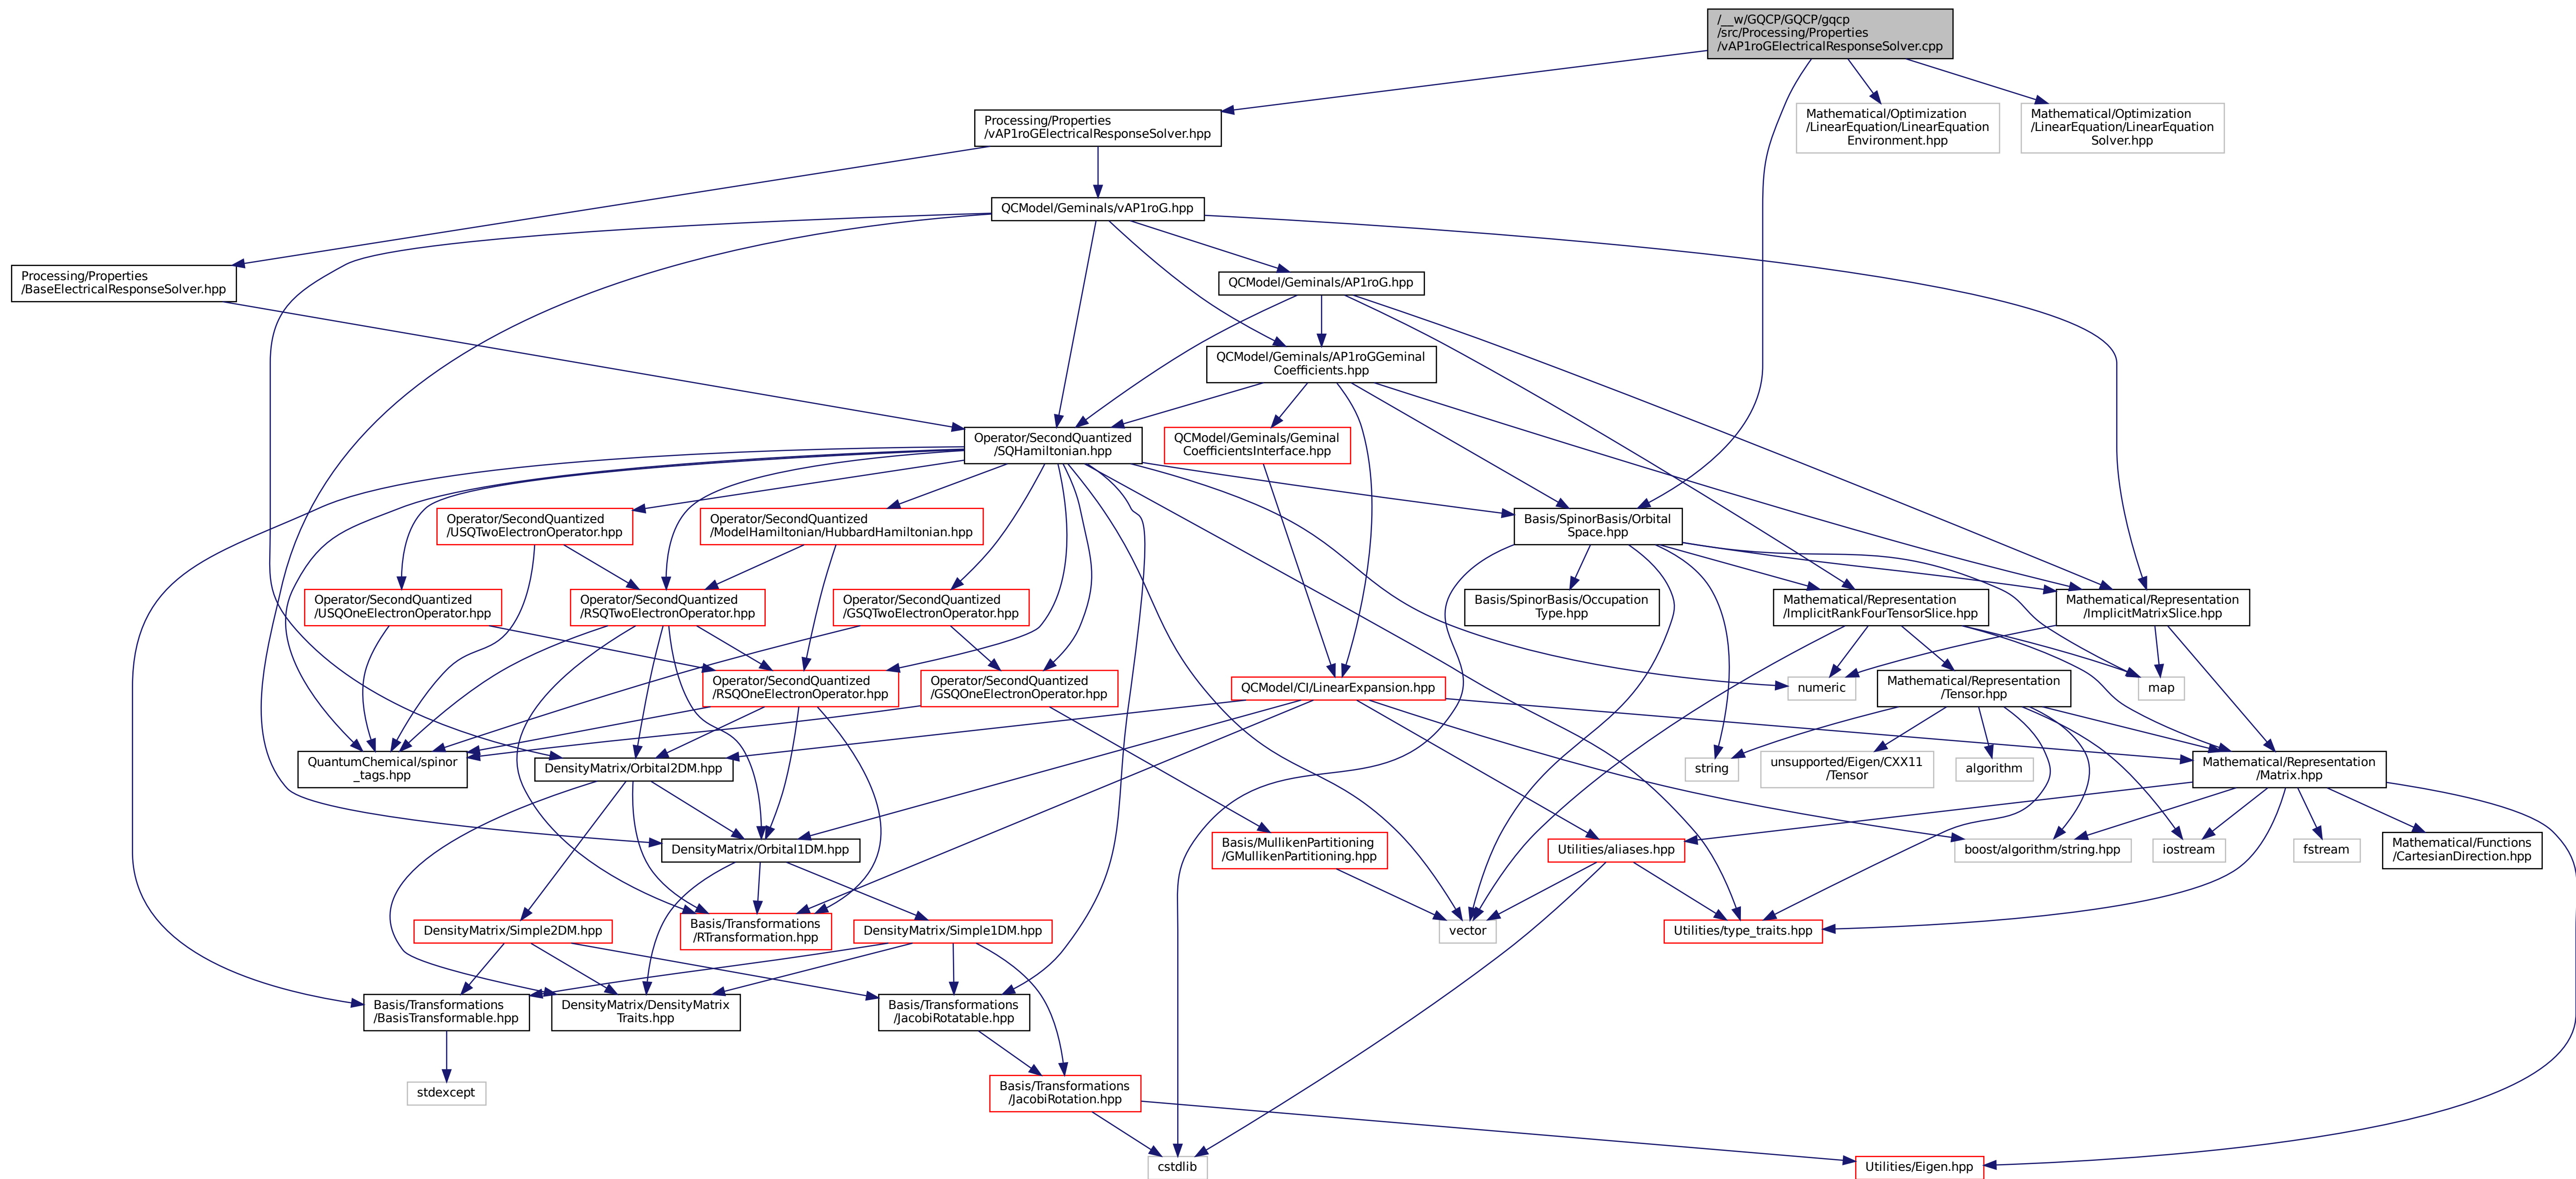 /__w/GQCP/GQCP/gqcp
/src/Processing/Properties
/vAP1roGElectricalResponseSolver.cpp
Processing/Properties
/vAP1roGElectricalResponseSolver.hpp
Mathematical/Optimization
/LinearEquation/LinearEquation
Environment.hpp
Mathematical/Optimization
/LinearEquation/LinearEquation
Solver.hpp
QCModel/Geminals/vAP1roG.hpp
Processing/Properties
/BaseElectricalResponseSolver.hpp
QCModel/Geminals/AP1roG.hpp
QCModel/Geminals/AP1roGGeminal
Coefficients.hpp
Operator/SecondQuantized
/SQHamiltonian.hpp
QCModel/Geminals/Geminal
CoefficientsInterface.hpp
Operator/SecondQuantized
/USQTwoElectronOperator.hpp
Operator/SecondQuantized
/ModelHamiltonian/HubbardHamiltonian.hpp
Basis/SpinorBasis/Orbital
Space.hpp
Operator/SecondQuantized
/USQOneElectronOperator.hpp
Operator/SecondQuantized
/RSQTwoElectronOperator.hpp
Operator/SecondQuantized
/GSQTwoElectronOperator.hpp
Basis/SpinorBasis/Occupation
Type.hpp
Mathematical/Representation
/ImplicitRankFourTensorSlice.hpp
Mathematical/Representation
/ImplicitMatrixSlice.hpp
Operator/SecondQuantized
/RSQOneElectronOperator.hpp
Operator/SecondQuantized
/GSQOneElectronOperator.hpp
QCModel/CI/LinearExpansion.hpp
numeric
Mathematical/Representation
/Tensor.hpp
map
QuantumChemical/spinor
_tags.hpp
DensityMatrix/Orbital2DM.hpp
string
unsupported/Eigen/CXX11
/Tensor
algorithm
Mathematical/Representation
/Matrix.hpp
DensityMatrix/Orbital1DM.hpp
Basis/MullikenPartitioning
/GMullikenPartitioning.hpp
Utilities/aliases.hpp
boost/algorithm/string.hpp
iostream
fstream
Mathematical/Functions
/CartesianDirection.hpp
DensityMatrix/Simple2DM.hpp
Basis/Transformations
/RTransformation.hpp
DensityMatrix/Simple1DM.hpp
vector
Utilities/type_traits.hpp
Basis/Transformations
/BasisTransformable.hpp
DensityMatrix/DensityMatrix
Traits.hpp
Basis/Transformations
/JacobiRotatable.hpp
stdexcept
Basis/Transformations
/JacobiRotation.hpp
cstdlib
Utilities/Eigen.hpp